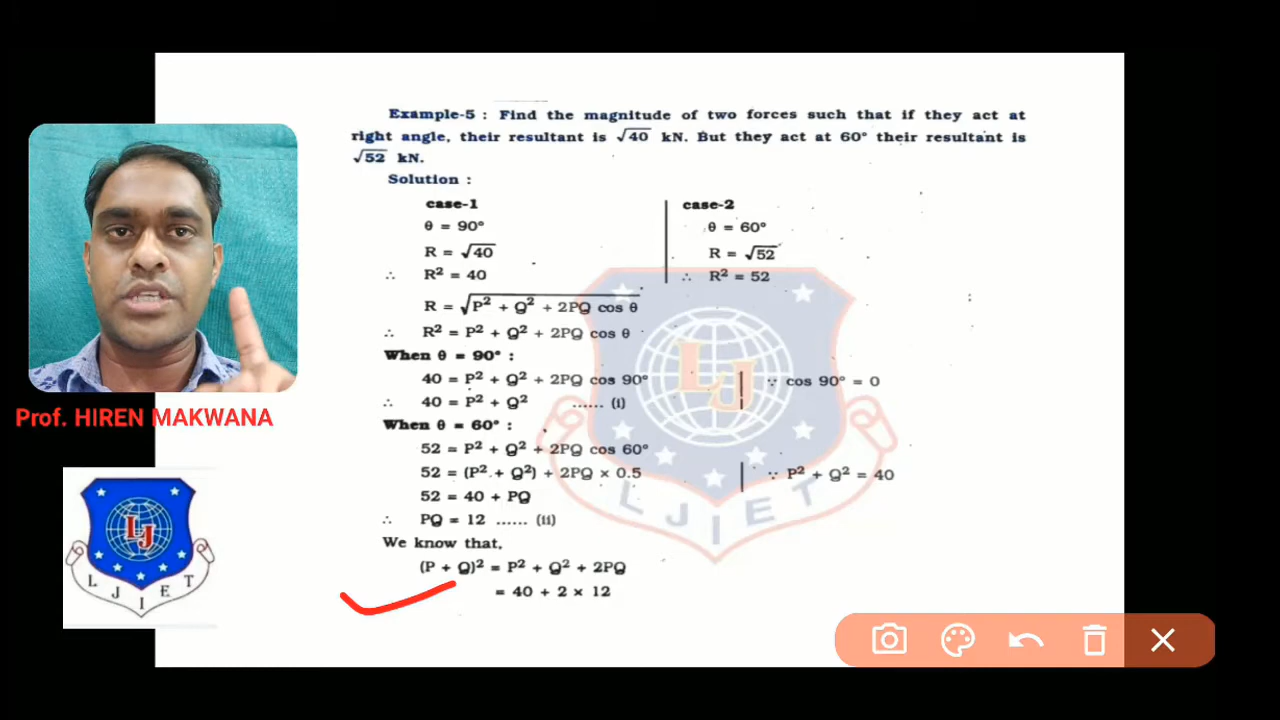 Example-5 : Find the magnitude of two forces such that if they act at
right angle, their resultant is √40 kN. But they act at 60° their resultant is
√52 kN.
Solution :
case-1
θ = 90°
R = √40
∴ R² = 40
case-2
θ = 60°
R = √52
∴ R² = 52
R = √P² + Q² + 2PQ cos θ
∴ R² = P² + Q² + 2PQ cos θ
When θ = 90° :
40 = P² + Q² + 2PQ cos 90° | ∵ cos 90° = 0
∴ 40 = P² + Q² ...... (i)
When θ = 60° :
52 = P² + Q² + 2PQ cos 60°
52 = (P² + Q²) + 2PQ × 0.5 | ∵ P² + Q² = 40
52 = 40 + PQ
∴ PQ = 12 ...... (ii)
We know that,
(P + Q)² = P² + Q² + 2PQ
= 40 + 2 × 12
Prof. HIREN MAKWANA
LJ
LJIET
LJ
LJIET